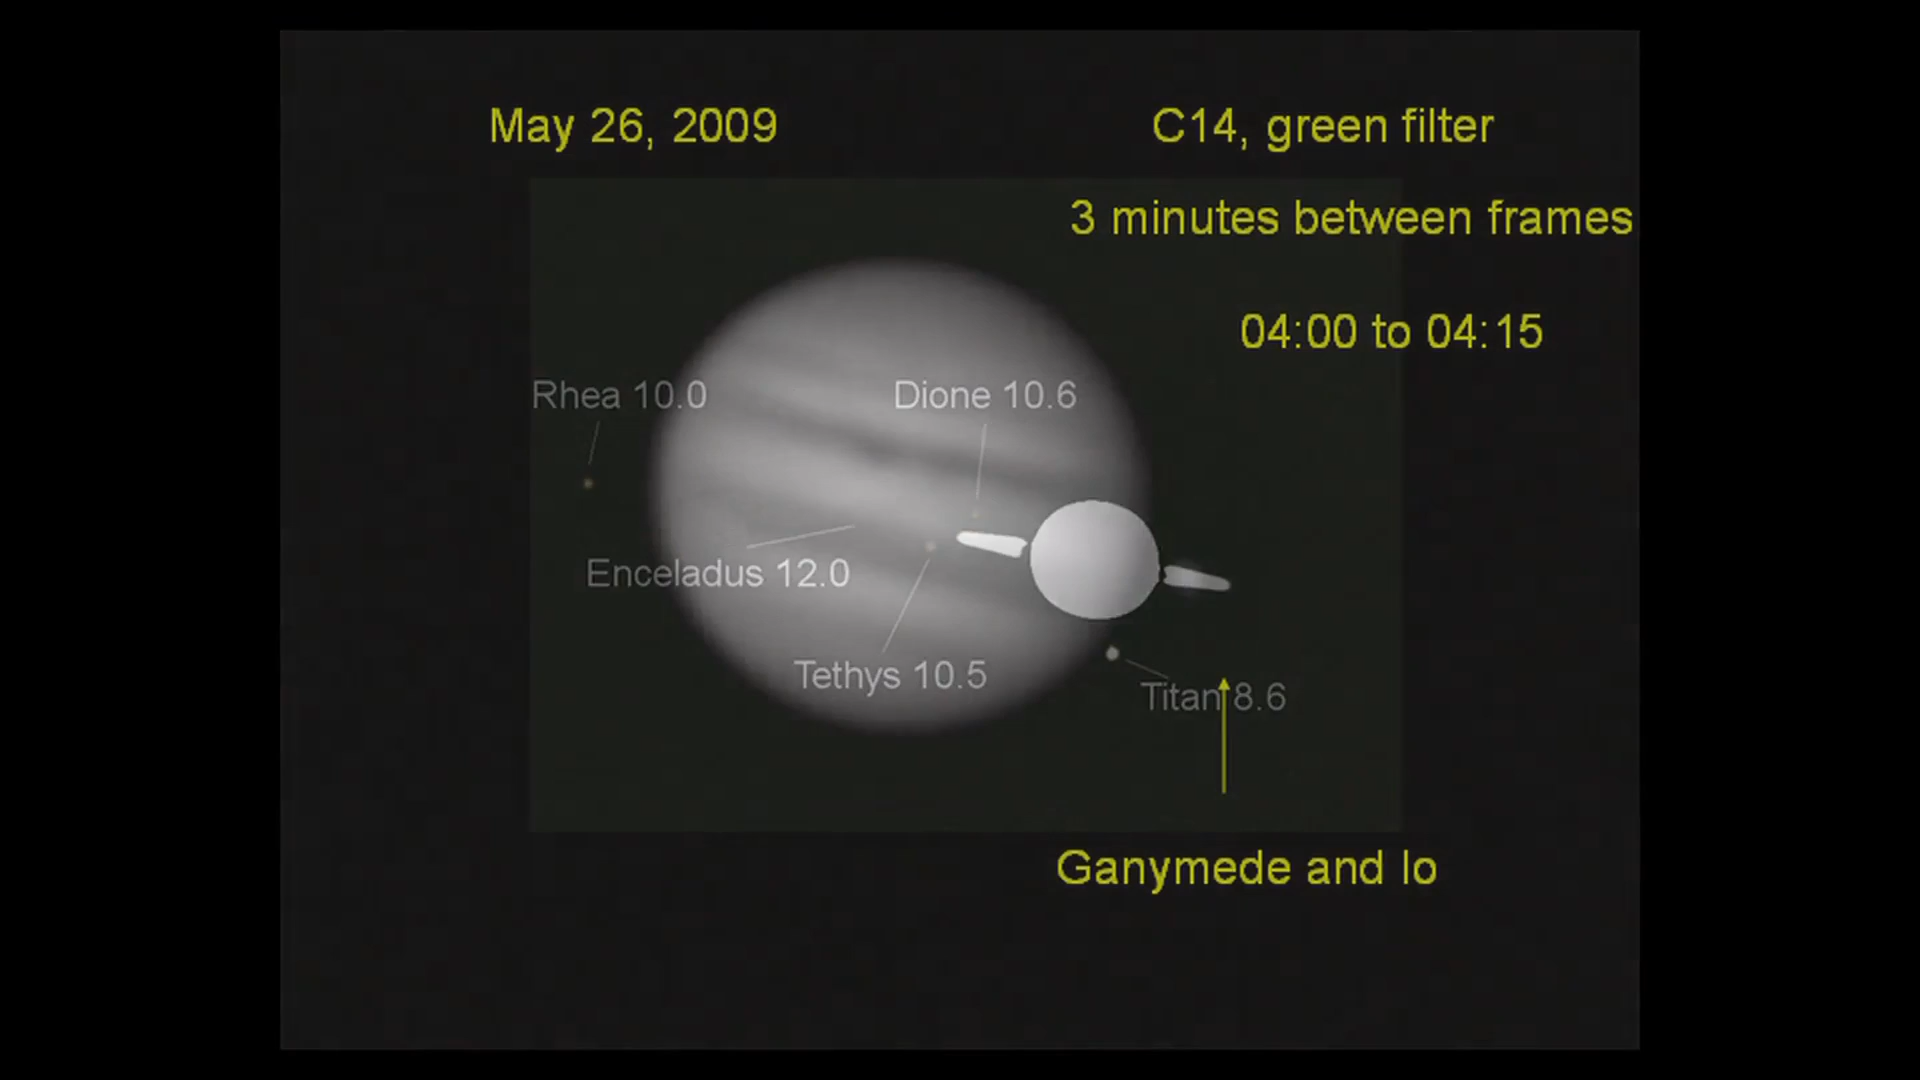 May 26, 2009
C14, green filter
3 minutes between frames
04:00 to 04:15
Rhea 10.0
Dione 10.6
Enceladus 12.0
Tethys 10.5
Titan 8.6
Ganymede and Io